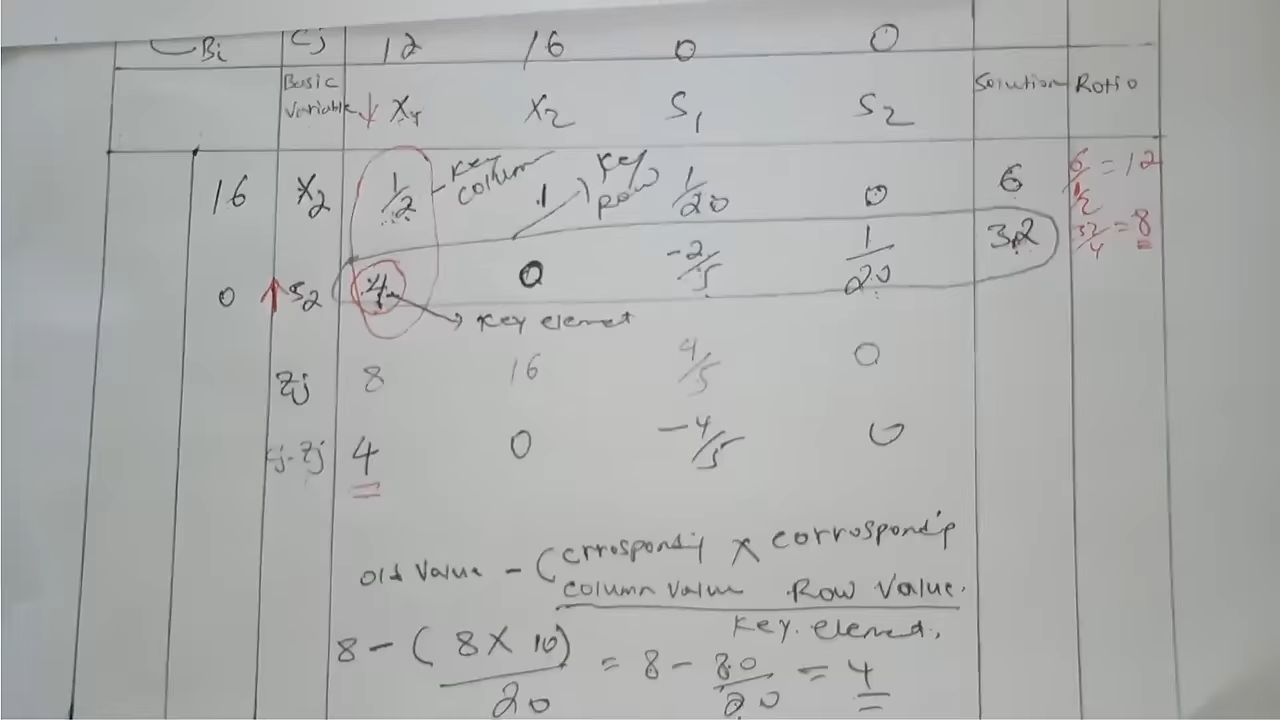 Bi Cj 12 16 0 0
Basic Variable ↓ X1 X2 S1 S2 Solution Ratio
16 X2 1/2 1 1/20 0 6 6/1/2 = 12
Key column
Key Row
0 ↑ S2 4 0 -2/5 1/20 32 32/4 = 8
Key elemet
Zj 8 16 4/5 0
Cj-Zj 4 0 -4/5 0
Old Value - (
column Value Row Value.
Key. element.
8 - (8 X 10)/20 = 8 - 80/20 = 4